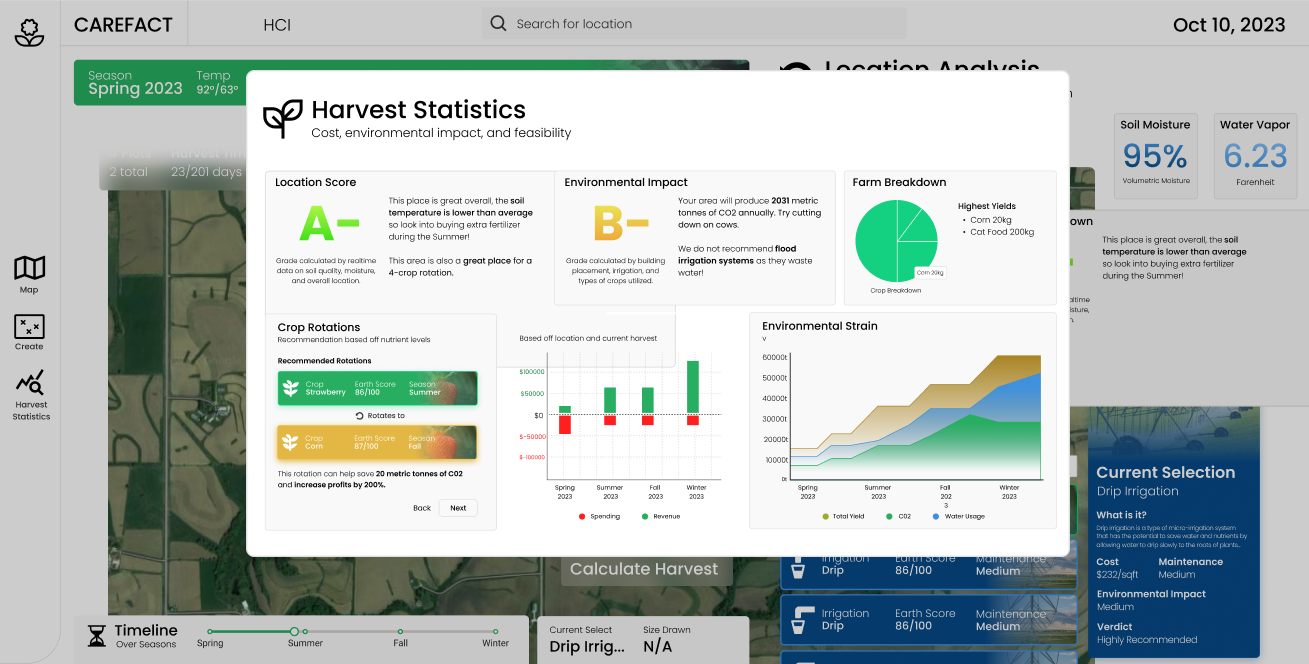 CAREFACT
HCI
Search for location
Oct 10, 2023
Season
Spring 2023
Temp
92°/63°
Location Analysis
2 total
23/201 days
Soil Moisture
95%
Volumetric Moisture
Water Vapor
6.23
Farenheit
Map
Create
Harvest
Statistics
Harvest Statistics
Cost, environmental impact, and feasibility
Location Score
A-
Grade calculated by realtime
data on soil quality, moisture,
and overall location.
This place is great overall, the soil
temperature is lower than average
so look into buying extra fertilizer
during the Summer!
This area is also a great place for a
4-crop rotation.
Environmental Impact
B-
Grade calculated by building
placement, irrigation, and
types of crops utilized.
Your area will produce 2031 metric
tonnes of CO2 annually. Try cutting
down on cows.
We do not recommend flood
irrigation systems as they waste
water!
Farm Breakdown
Highest Yields
• Corn 20kg
• Cat Food 200kg
Corn 20kg
Crop Breakdown
own
This place is great overall, the soil
temperature is lower than average
so look into buying extra fertilizer
during the Summer!
Crop Rotations
Recommendation based off nutrient levels
Recommended Rotations
Crop
Strawberry
Earth Score
86/100
Season
Summer
Rotates to
Crop
Corn
Earth Score
67/100
Season
Fall
This rotation can help save 20 metric tonnes of C02
and increase profits by 200%.
Back
Next
Based off location and current harvest
$100000
$50000
$0
$-50000
$-100000
Spring
2023
Summer
2023
Fall
2023
Winter
2023
Spending
Revenue
Environmental Strain
v
60000t
50000t
40000t
30000t
20000t
10000t
0t
Spring
2023
Summer
2023
Fall
202
3
Winter
2023
Total Yield
C02
Water Usage
Current Selection
Drip Irrigation
What is it?
Drip irrigation is a type of micro-irrigation system
that has the potential to save water and nutrients by
allowing water to drip slowly to the roots of plants...
Cost
$232/sqft
Maintenance
Medium
Environmental Impact
Medium
Verdict
Highly Recommended
Calculate Harvest
Irrigation
Drip
Earth Score
86/100
Maintenance
Medium
Irrigation
Drip
Earth Score
86/100
Maintenance
Medium
Timeline
Over Seasons
Spring
Summer
Fall
Winter
Current Select
Drip Irrig...
Size Drawn
N/A